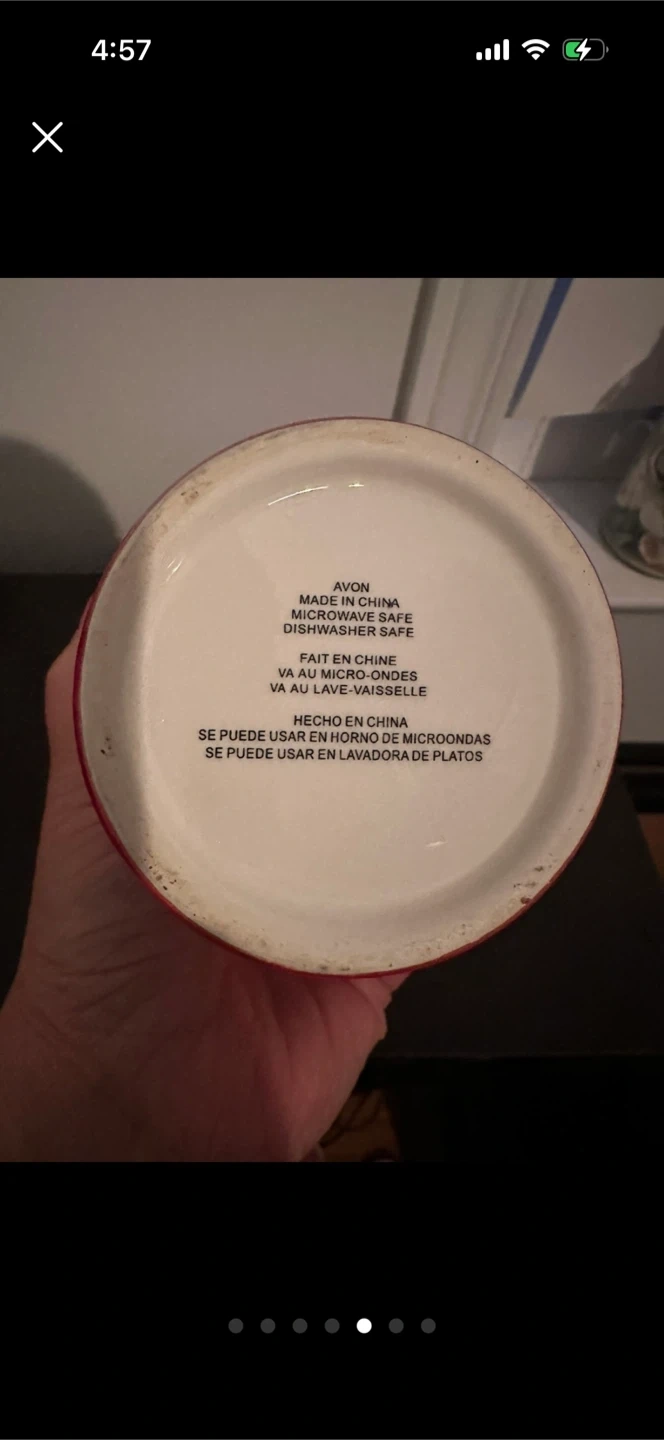 4:57
AVON
MADE IN CHINA
MICROWAVE SAFE
DISHWASHER SAFE
FAIT EN CHINE
VA AU MICRO-ONDES
VA AU LAVE-VAISSELLE
HECHO EN CHINA
SE PUEDE USAR EN HORNO DE MICROONDAS
SE PUEDE USAR EN LAVADORA DE PLATOS